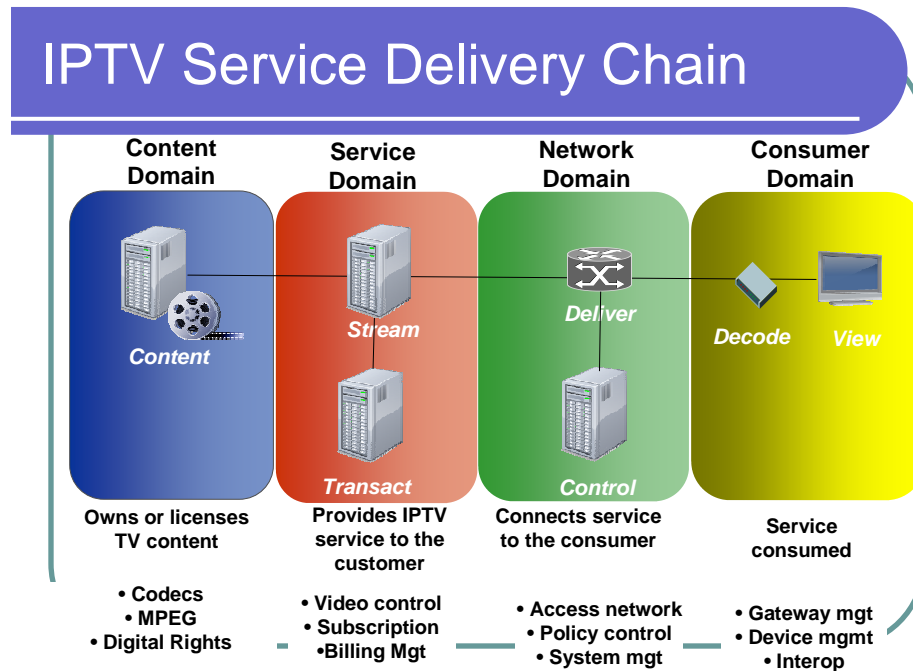 IPTV Service Delivery Chain
Content
Domain
Service
Domain
Network
Domain
Consumer
Domain
Content
Stream
Transact
Deliver
Control
Decode
View
Owns or licenses
TV content
Provides IPTV
service to the
customer
Connects service
to the consumer
Service
consumed
• Codecs
• MPEG
• Digital Rights
• Video control
• Subscription
•Billing Mgt
• Access network
• Policy control
• System mgt
• Gateway mgt
• Device mgmt
• Interop